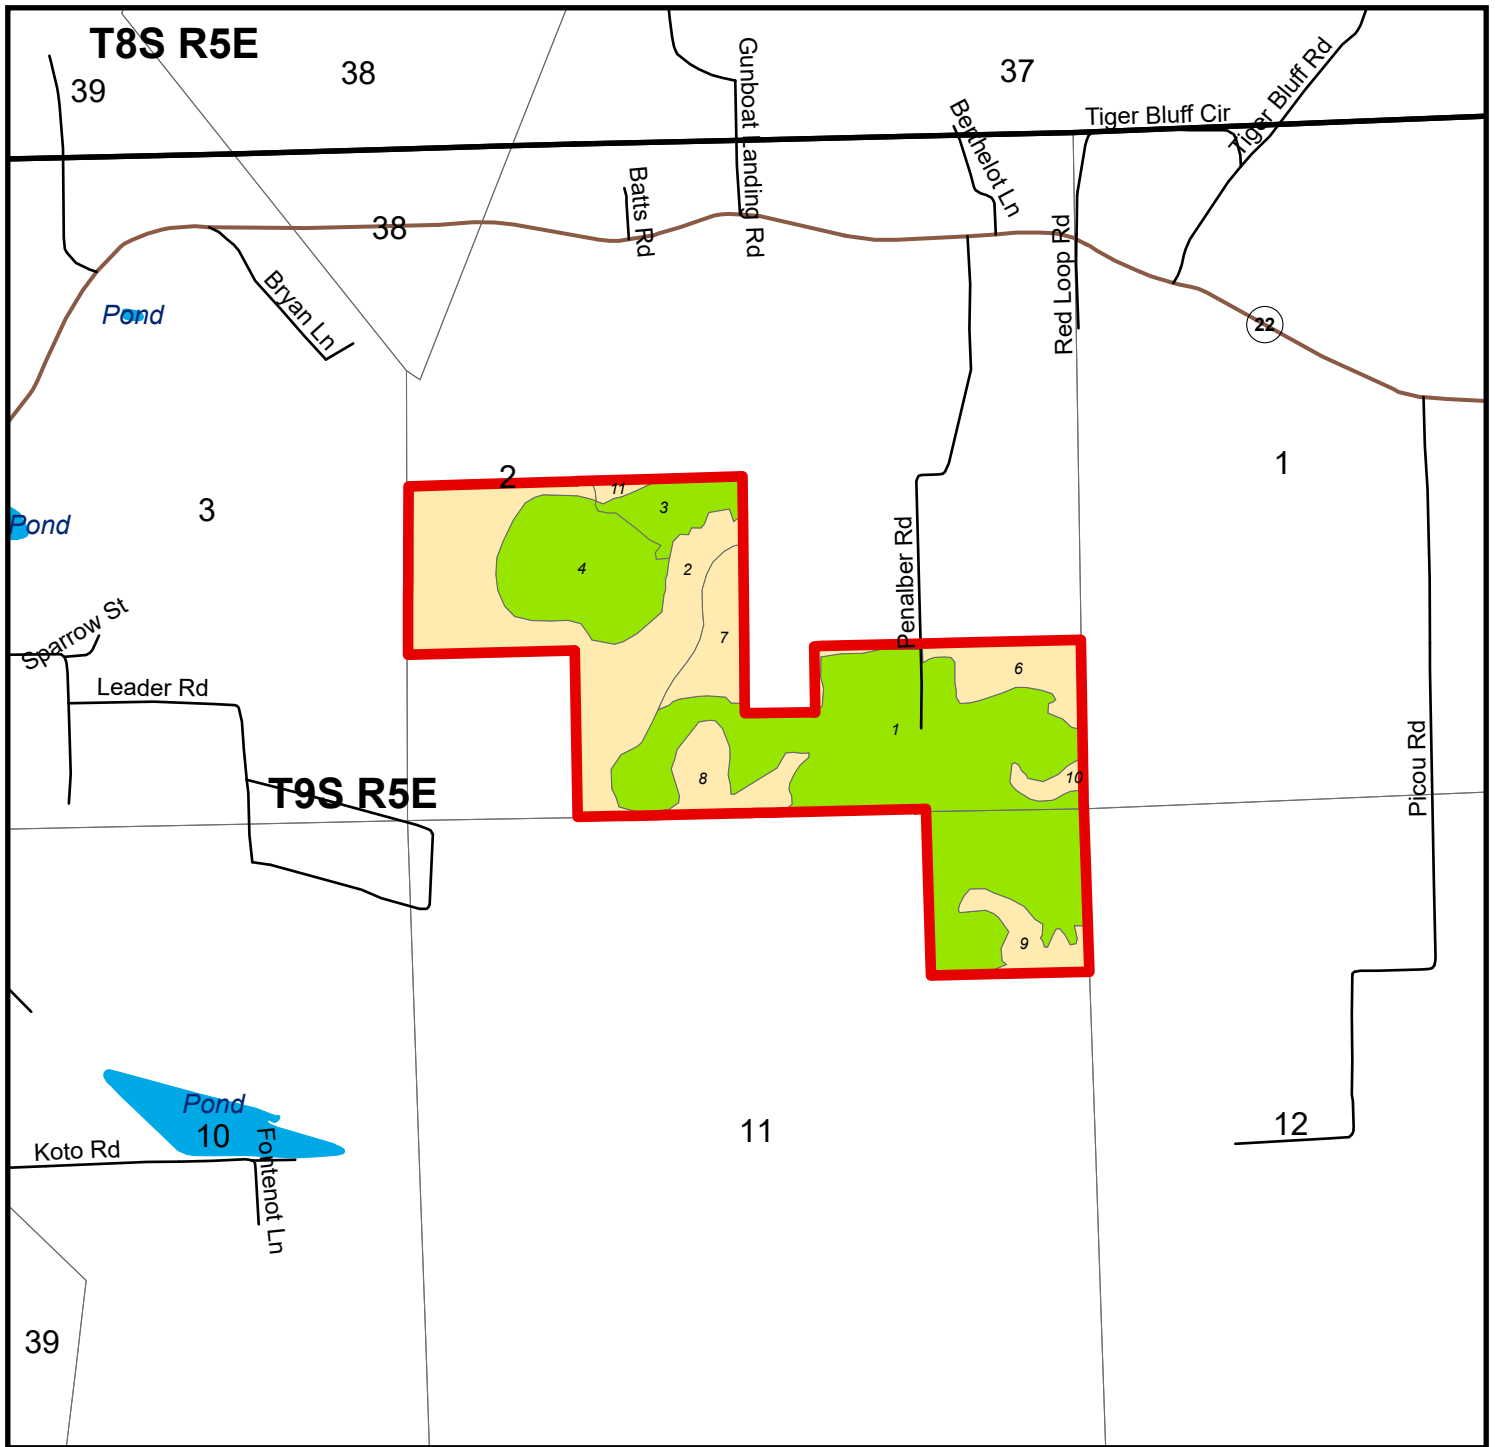 T8S R5E
39
38
37
Gunboat Landing Rd
Tiger Bluff Rd
Tiger Bluff Cir
Berthelot Ln
Batts Rd
38
Red Loop Rd
Bryan Ln
Pond
22
2
1
3
Pond
11
3
4
2
7
Penalber Rd
Sparrow St
Leader Rd
6
1
8
10
T9S R5E
Picou Rd
9
Pond
10
Koto Rd
Fontenot Ln
11
12
39